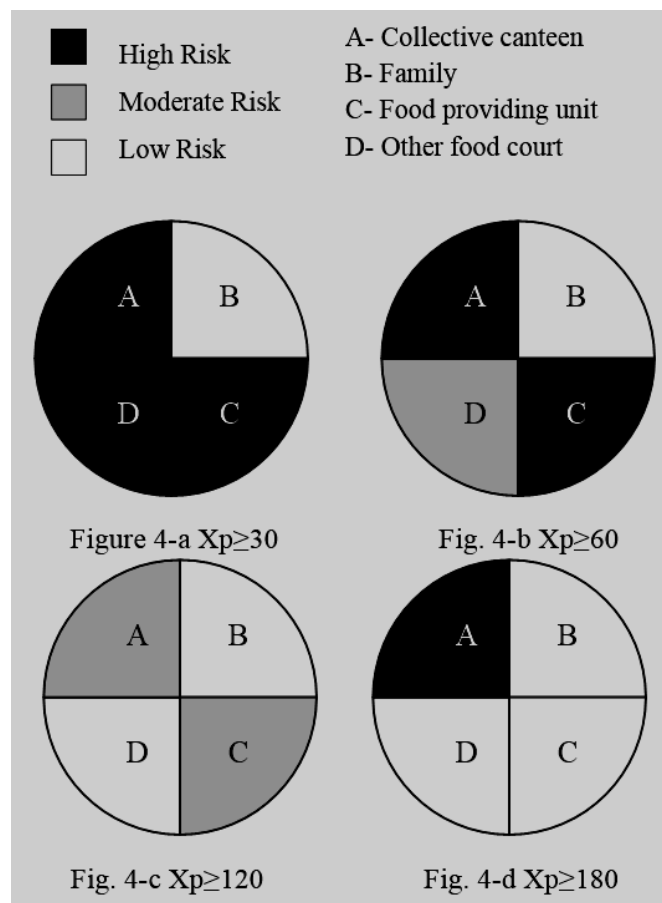 High Risk
Moderate Risk
Low Risk
A- Collective canteen
B- Family
C- Food providing unit
D- Other food court
A B
D C
Figure 4-a Xp≥30
A B
D C
Fig. 4-b Xp≥60
A B
D C
Fig. 4-c Xp≥120
A B
D C
Fig. 4-d Xp≥180